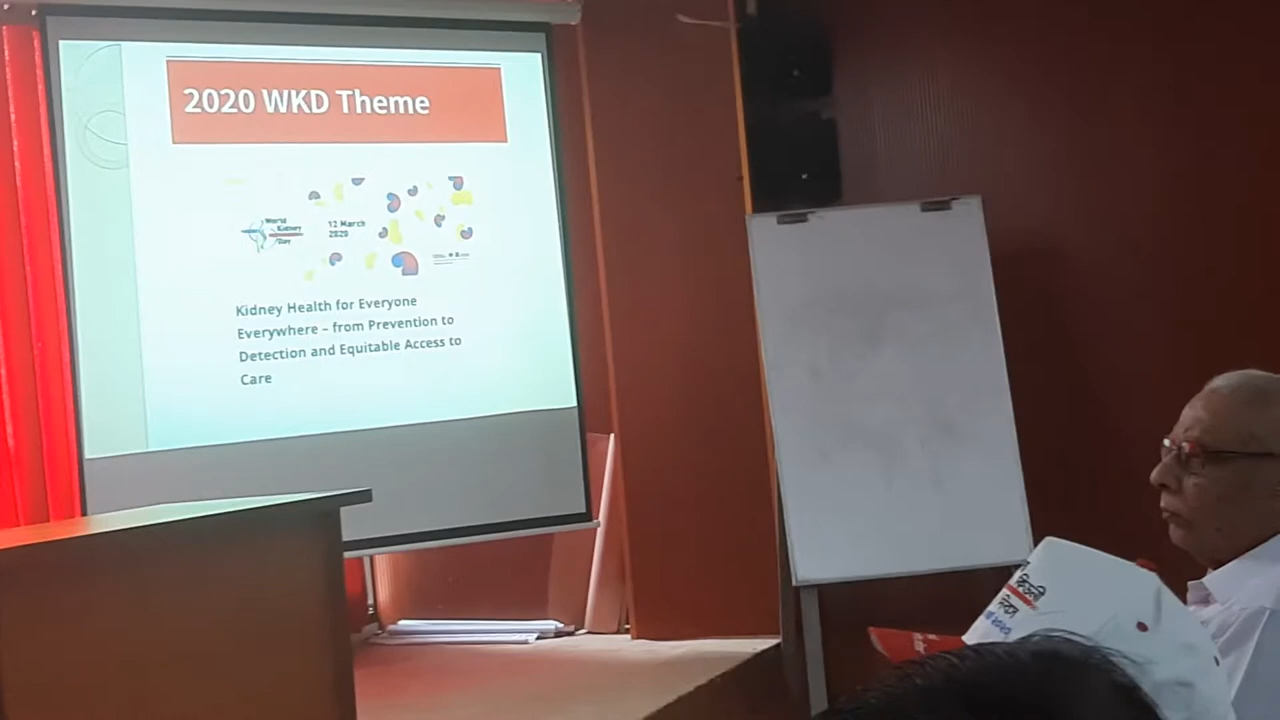 2020 WKD Theme
World
Kidney
Day
12 March
2020
Kidney Health for Everyone
Everywhere – from Prevention to
Detection and Equitable Access to
Care
কিডনী